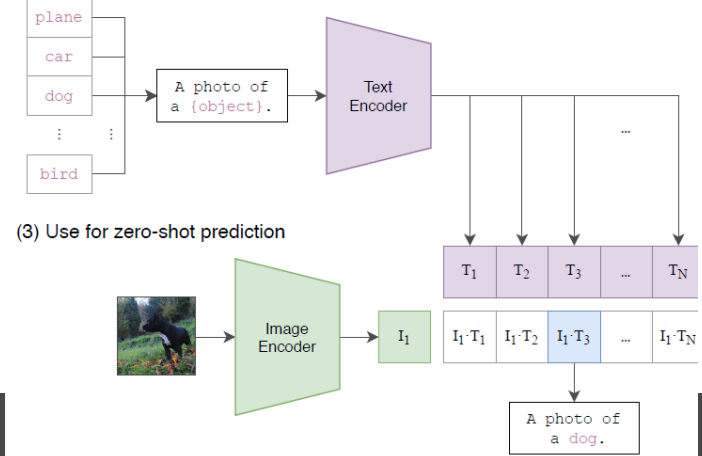 plane
car
dog
⋮ ⋮
bird
A photo of
a {object}.
Text
Encoder
...
(3) Use for zero-shot prediction
T1 T2 T3 ... TN
Image
Encoder
I1
I1·T1 I1·T2 I1·T3 ... I1·TN
A photo of
a dog.